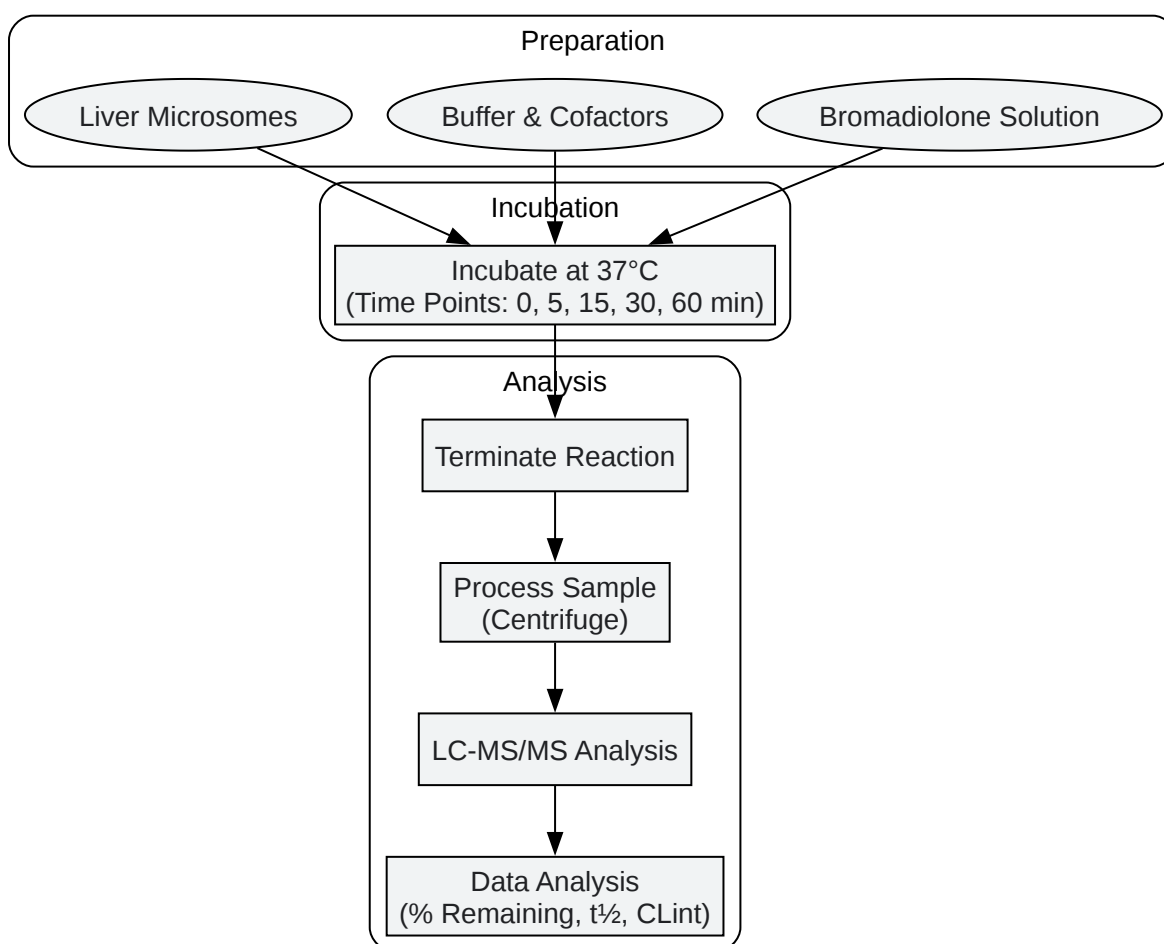 Preparation
Liver Microsomes
Buffer & Cofactors
Bromadiolone Solution
Incubation
Incubate at 37°C
(Time Points: 0, 5, 15, 30, 60 min)
Analysis
Terminate Reaction
Process Sample
(Centrifuge)
LC-MS/MS Analysis
Data Analysis
(% Remaining, t½, CLint)